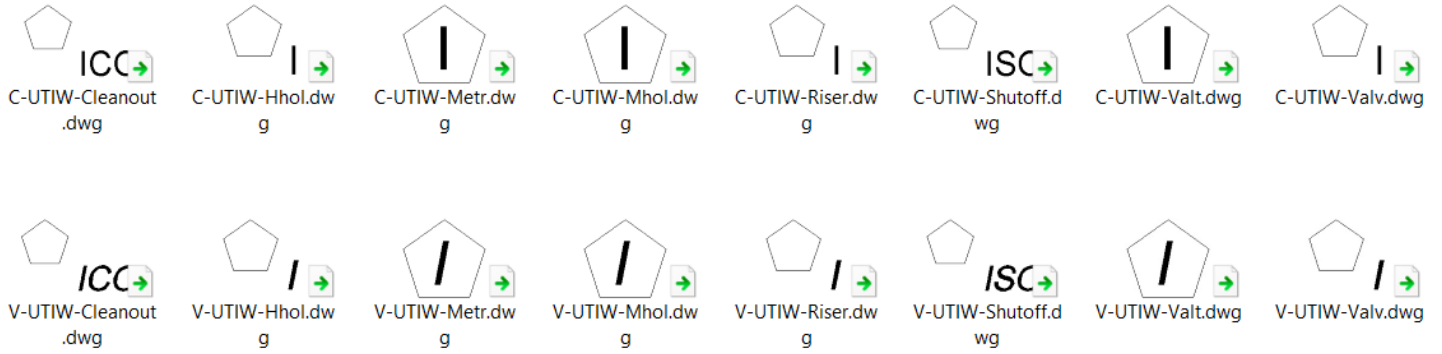 ICC I I I I ISC I I
C-UTIW-Cleanout C-UTIW-Hhol.dw C-UTIW-Metr.dw C-UTIW-Mhol.dw C-UTIW-Riser.dw C-UTIW-Shutoff.d C-UTIW-Valt.dwg C-UTIW-Valv.dwg
.dwg g g g g wg
ICC I I I I ISC I I
V-UTIW-Cleanout V-UTIW-Hhol.dw V-UTIW-Metr.dw V-UTIW-Mhol.dw V-UTIW-Riser.dw V-UTIW-Shutoff.d V-UTIW-Valt.dwg V-UTIW-Valv.dwg
.dwg g g g g wg